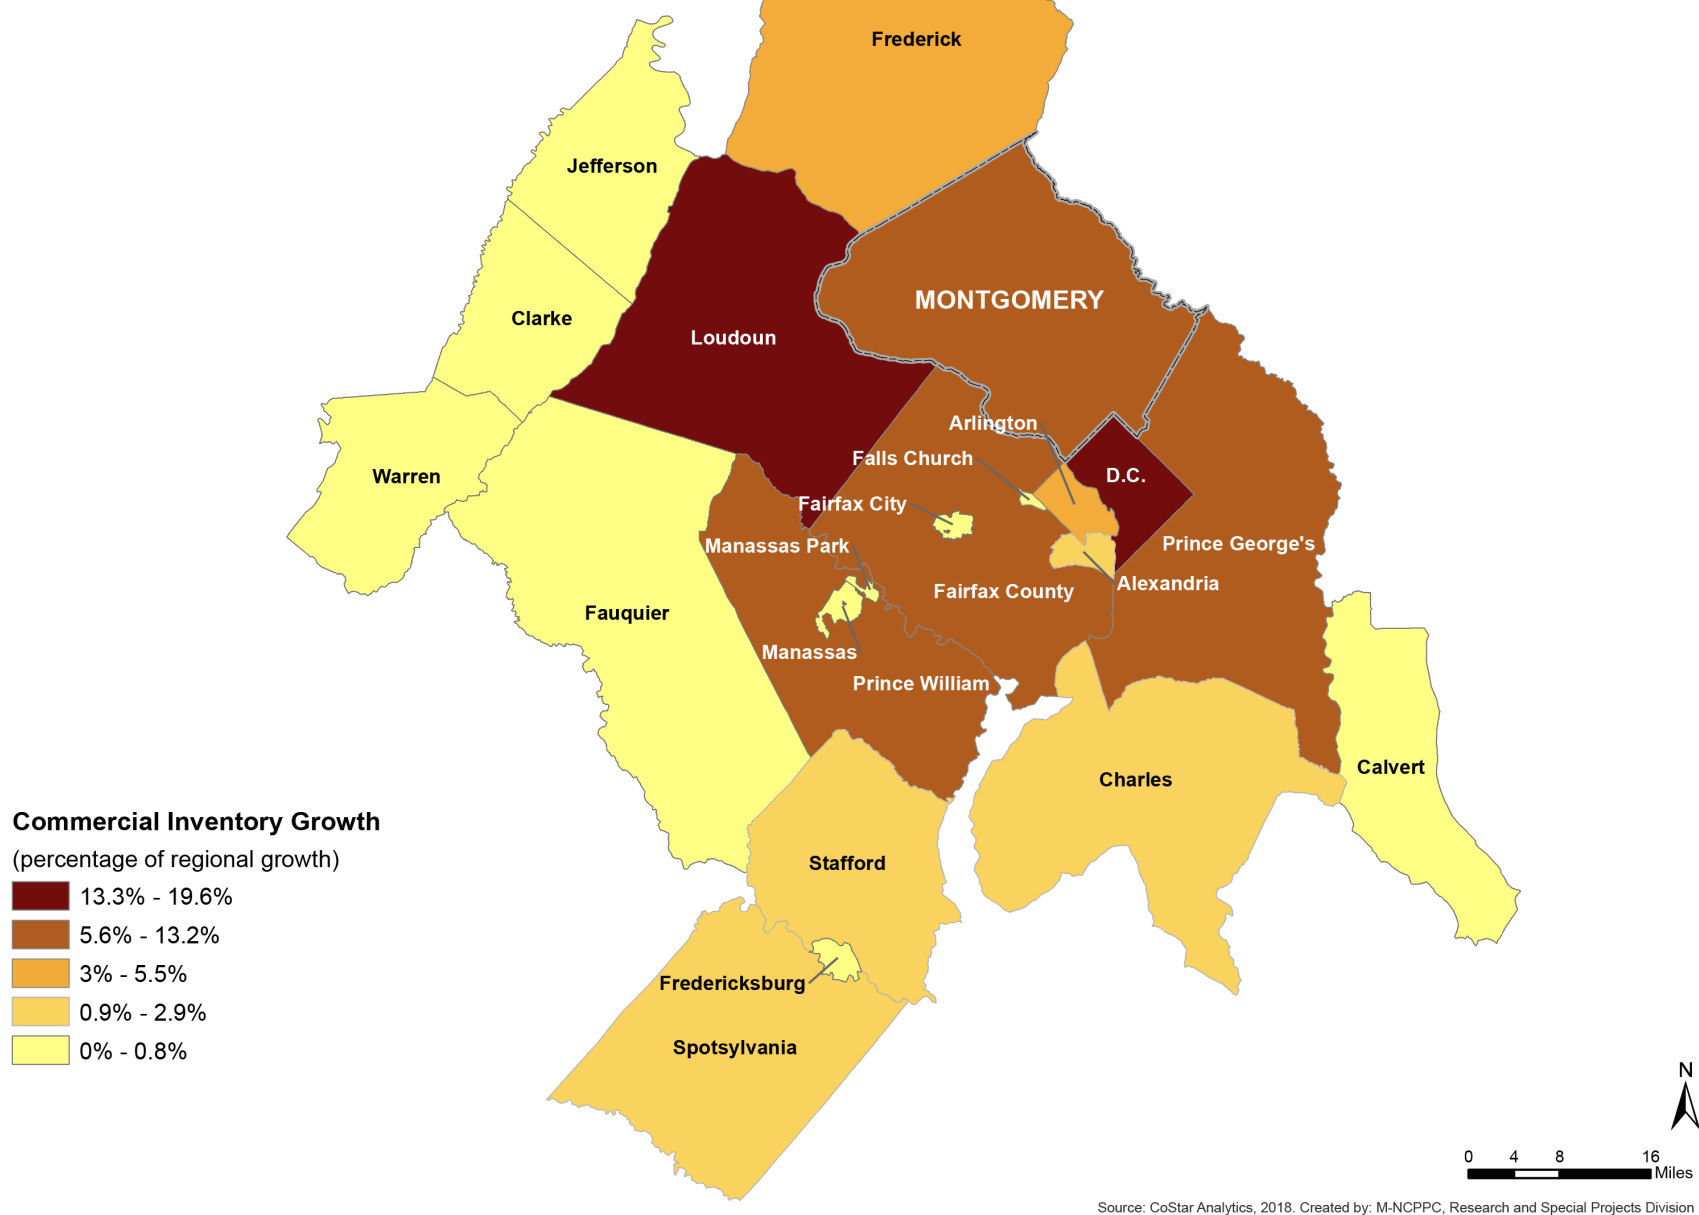 Frederick
Jefferson
MONTGOMERY
Clarke
Loudoun
Arlington
Falls Church
Warren
D.C.
Fairfax City
Manassas Park
Prince George's
Alexandria
Fairfax County
Fauquier
Manassas
Prince William
Calvert
Charles
Stafford
Fredericksburg
Spotsylvania
Commercial Inventory Growth
(percentage of regional growth)
13.3% - 19.6%
5.6% - 13.2%
3% - 5.5%
0.9% - 2.9%
0% - 0.8%
N
0 4 8 16
Miles
Source: CoStar Analytics, 2018. Created by: M-NCPPC, Research and Special Projects Division